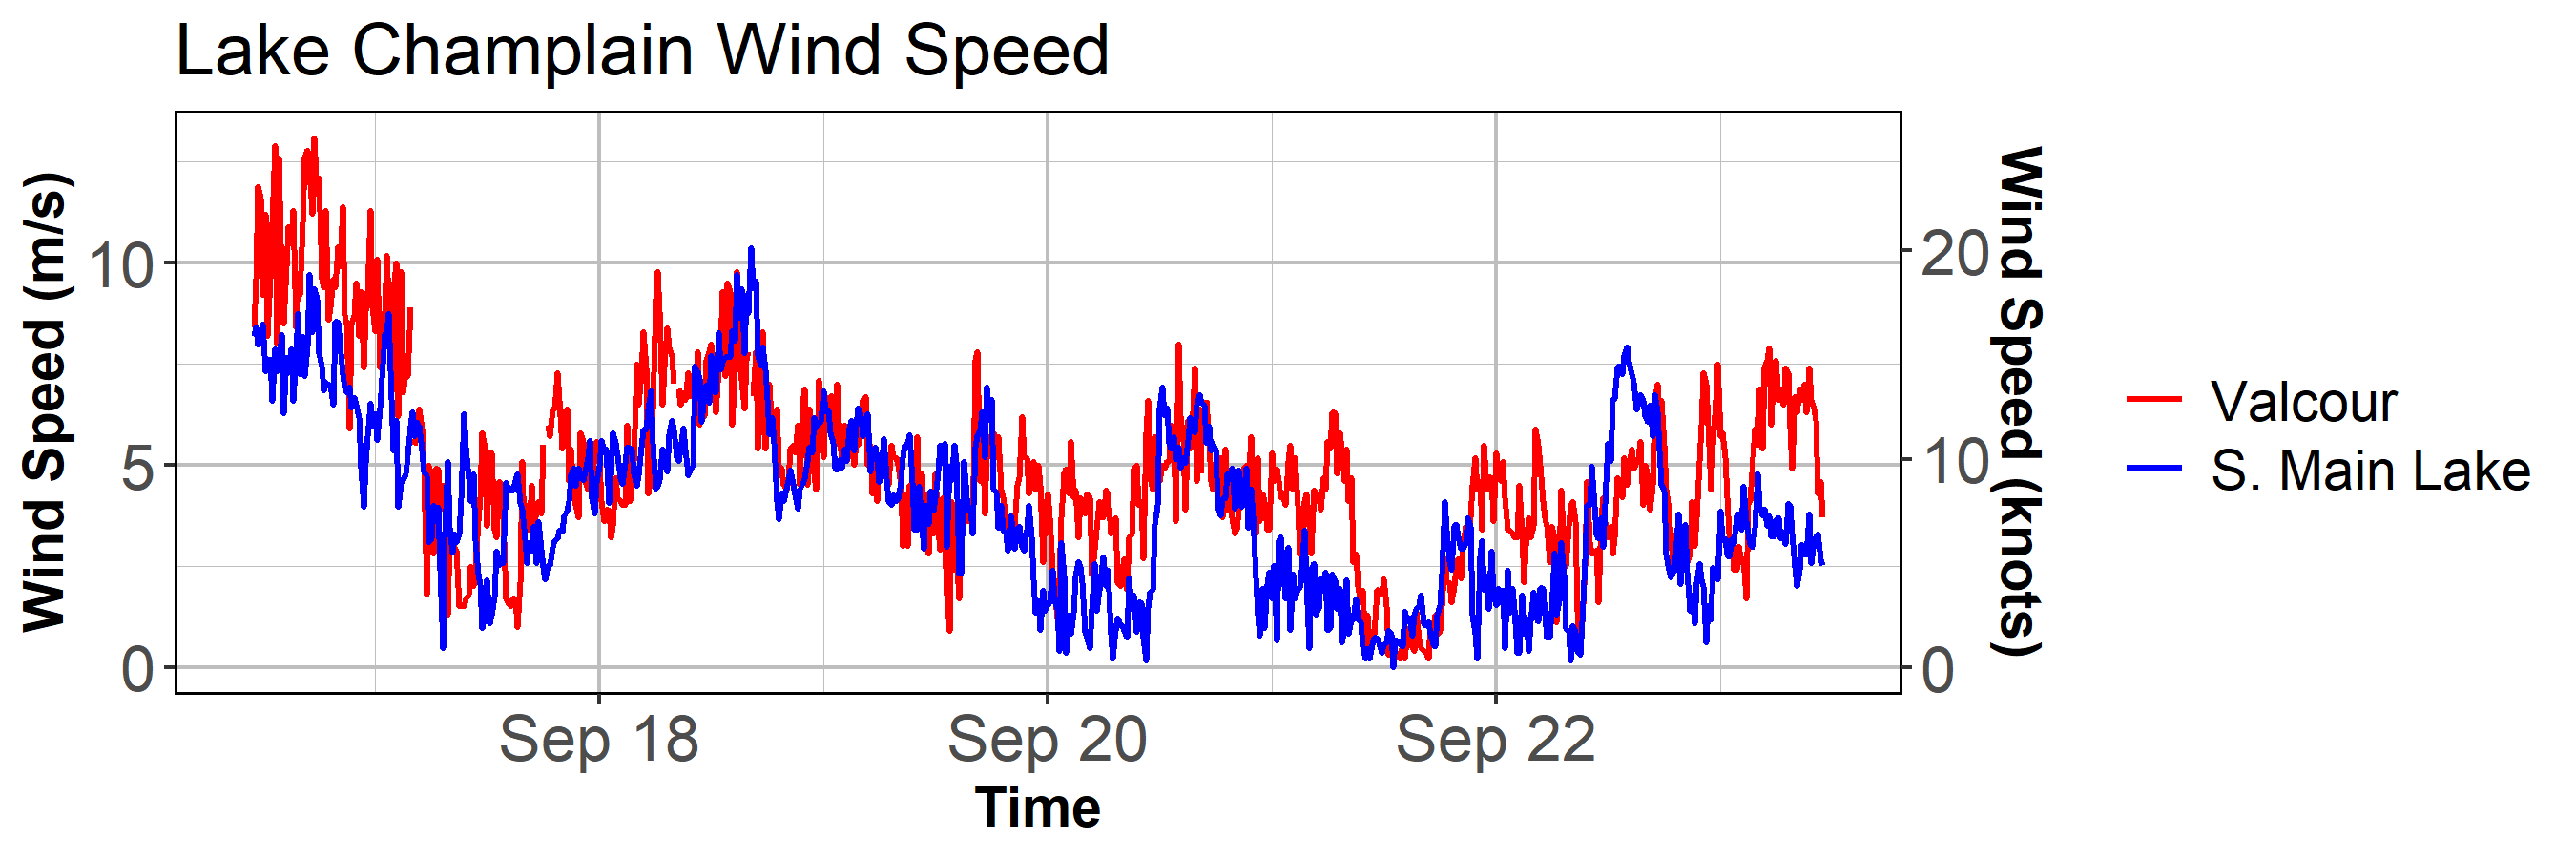 Lake Champlain Wind Speed
Wind Speed (m/s)
10
5
0
20
10
0
Wind Speed (knots)
Sep 18
Sep 20
Sep 22
Time
Valcour
S. Main Lake